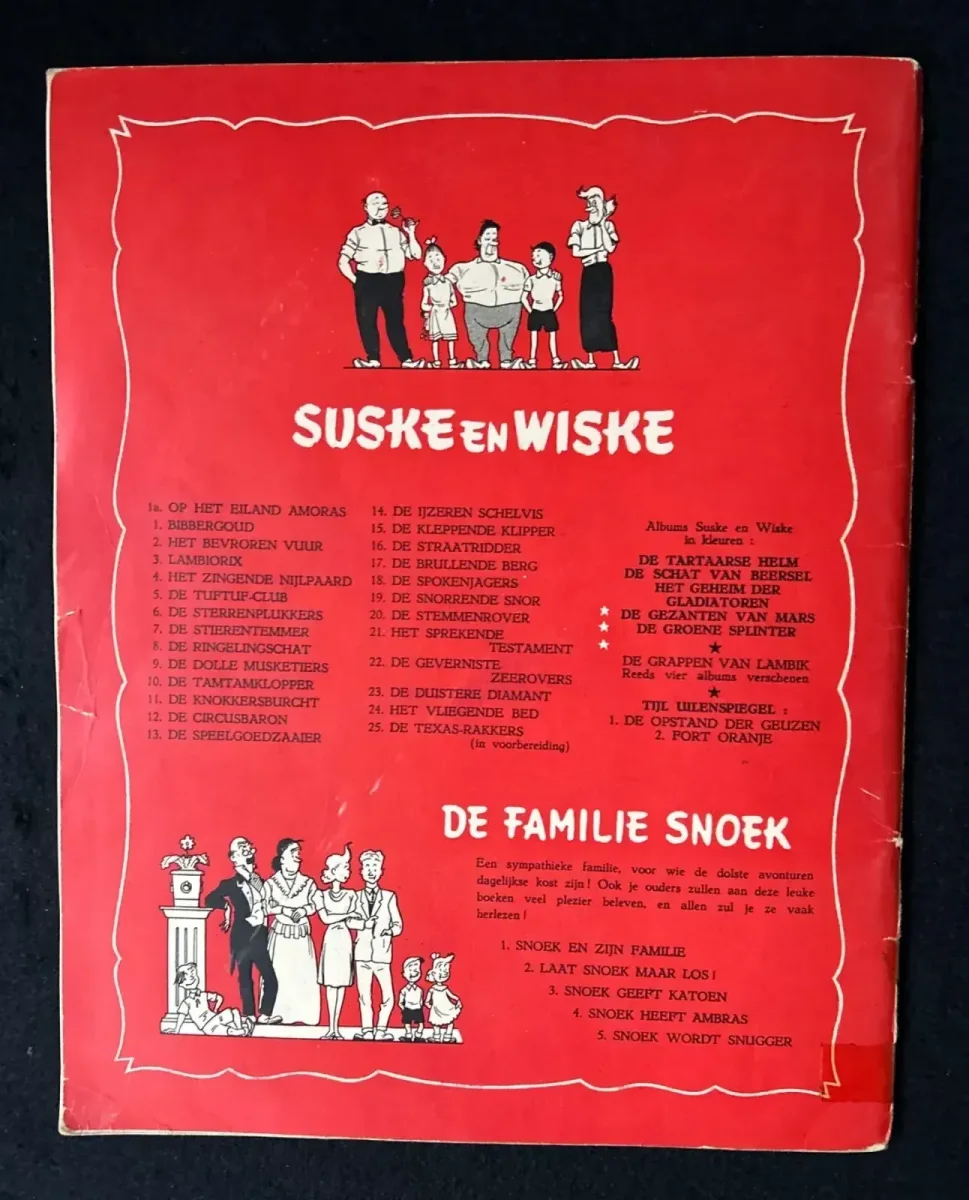 SUSKE EN WISKE
1a. OP HET EILAND AMORAS
1. BIBBERGOUD
2. HET BEVROREN VUUR
3. LAMBIORIX
4. HET ZINGENDE NIJLPAARD
5. DE TUFTUF-CLUB
6. DE STERRENPLUKKERS
7. DE STIERENTEMMER
8. DE RINGELINGSCHAT
9. DE DOLLE MUSKETIERS
10. DE TAMTAMKLOPPER
11. DE KNOKKERSBURCHT
12. DE CIRCUSBARON
13. DE SPEELGOEDZAAIER
14. DE IJZEREN SCHELVIS
15. DE KLEPPENDE KLIPPER
16. DE STRAATRIDDER
17. DE BRULLENDE BERG
18. DE SPOKENJAGERS
19. DE SNORRENDE SNOR
20. DE STEMMENROVER
21. HET SPREKENDE
TESTAMENT
22. DE GEVERNISTE
ZEEROVERS
23. DE DUISTERE DIAMANT
24. HET VLIEGENDE BED
25. DE TEXAS-RAKKERS
(in voorbereiding)
Albums Suske en Wiske
in kleuren :
DE TARTAARSE HELM
DE SCHAT VAN BEERSEL
HET GEHEIM DER
GLADIATOREN
★ DE GEZANTEN VAN MARS
★ DE GROENE SPLINTER
★ ★
DE GRAPPEN VAN LAMBIK
Reeds vier albums verschenen
★
TIJL UILENSPIEGEL :
1. DE OPSTAND DER GEUZEN
2. FORT ORANJE
DE FAMILIE SNOEK
Een sympathieke familie, voor wie de dolste avonturen
dagelijkse kost zijn! Ook je ouders zullen aan deze leuke
boeken veel plezier beleven, en allen zul je ze vaak
herlezen!
1. SNOEK EN ZIJN FAMILIE
2. LAAT SNOEK MAAR LOS!
3. SNOEK GEEFT KATOEN
4. SNOEK HEEFT AMBRAS
5. SNOEK WORDT SNUGGER